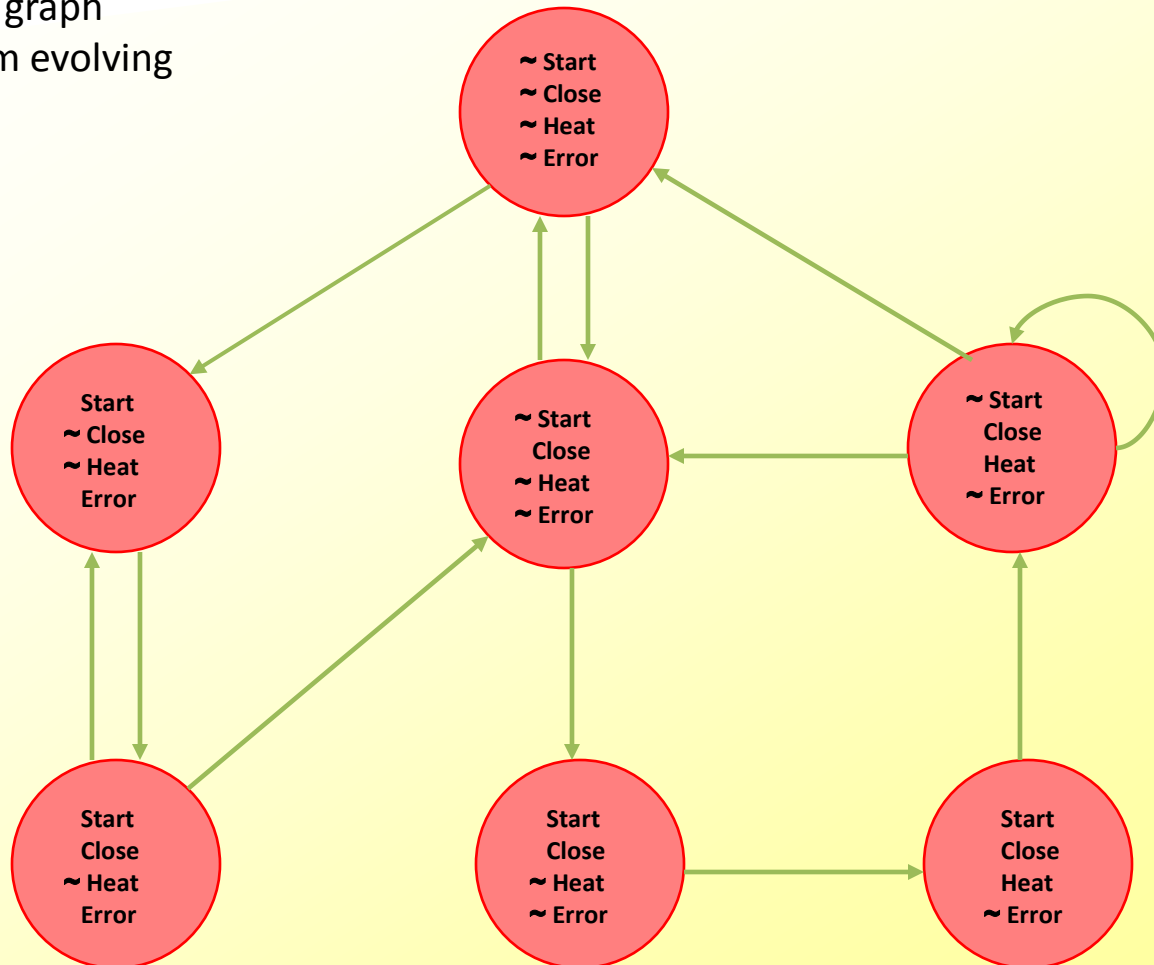 graph
m evolving
~ Start
~ Close
~ Heat
~ Error
Start
~ Close
~ Heat
Error
~ Start
Close
~ Heat
~ Error
~ Start
Close
Heat
~ Error
Start
Close
~ Heat
Error
Start
Close
~ Heat
~ Error
Start
Close
Heat
~ Error